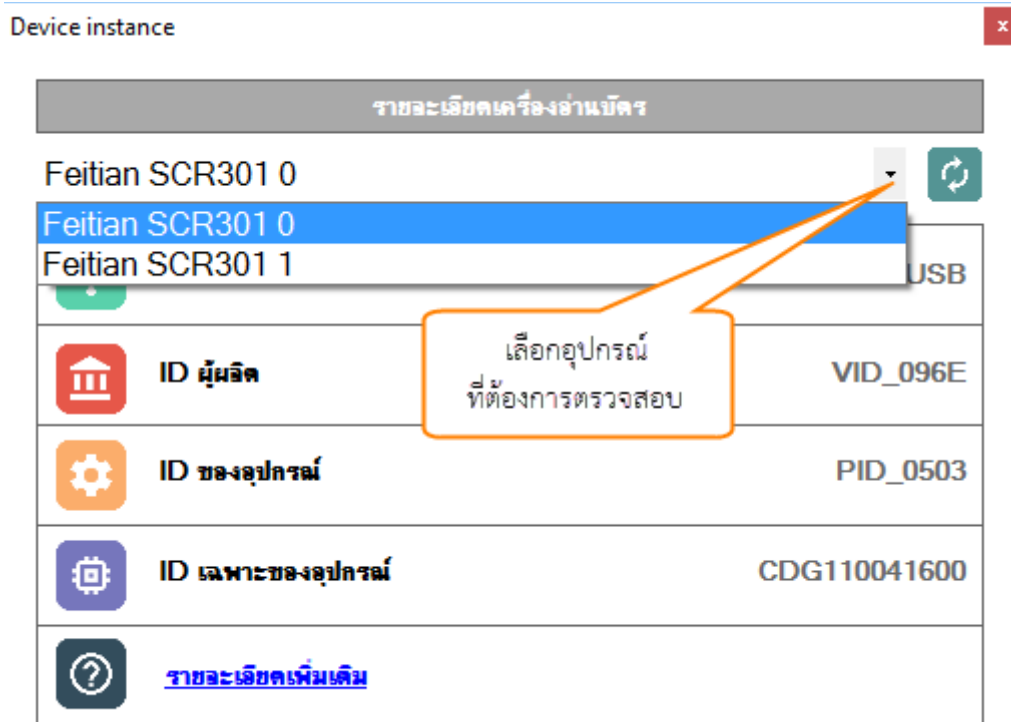 Device instance
x
รายละเอียดเครื่องอ่านบัตร
Feitian SCR301 0
Feitian SCR301 0
Feitian SCR301 1
USB
เลือกอุปกรณ์
ที่ต้องการตรวจสอบ
ID ผู้ผลิต
VID_096E
ID ของอุปกรณ์
PID_0503
ID เฉพาะของอุปกรณ์
CDG110041600
รายละเอียดเพิ่มเติม